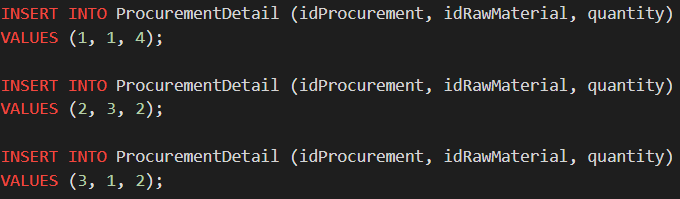 INSERT INTO ProcurementDetail (idProcurement, idRawMaterial, quantity)
VALUES (1, 1, 4);
INSERT INTO ProcurementDetail (idProcurement, idRawMaterial, quantity)
VALUES (2, 3, 2);
INSERT INTO ProcurementDetail (idProcurement, idRawMaterial, quantity)
VALUES (3, 1, 2);